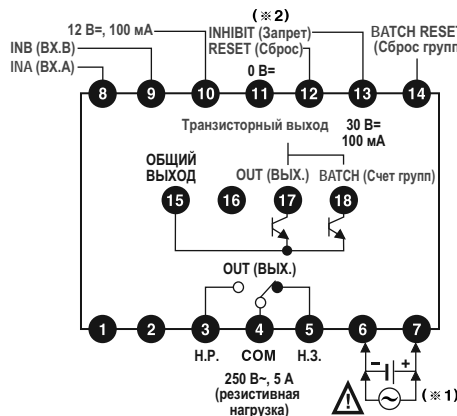 (※2)
12 В=, 100 мА
INHIBIT (Запрет)
BATCH RESET
INB (ВХ.В)
RESET (Сброс)
(Сброс групп
INA (ВХ.А)
0 В=
8 9 10 11 12 13 14
Транзисторный выход
30 В=
100 мА
ОБЩИЙ
ВЫХОД
OUT (ВЫХ.)
BATCH (Счет групп)
15 16 17 18
OUT (ВЫХ.)
1 2 3 4 5 6 7
Н.Р. COM Н.З.
- +
250 В~, 5 А
(резистивная
нагрузка)
(※1)